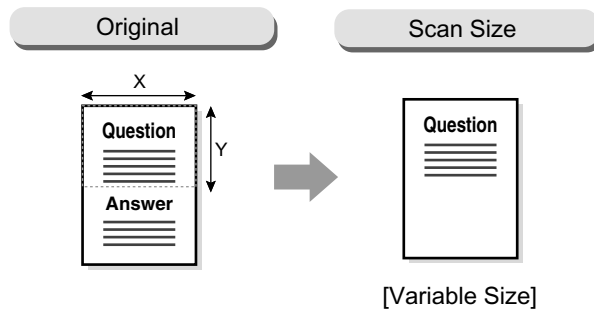 Original
Scan Size
X
Y
Question
Answer
Question
[Variable Size]